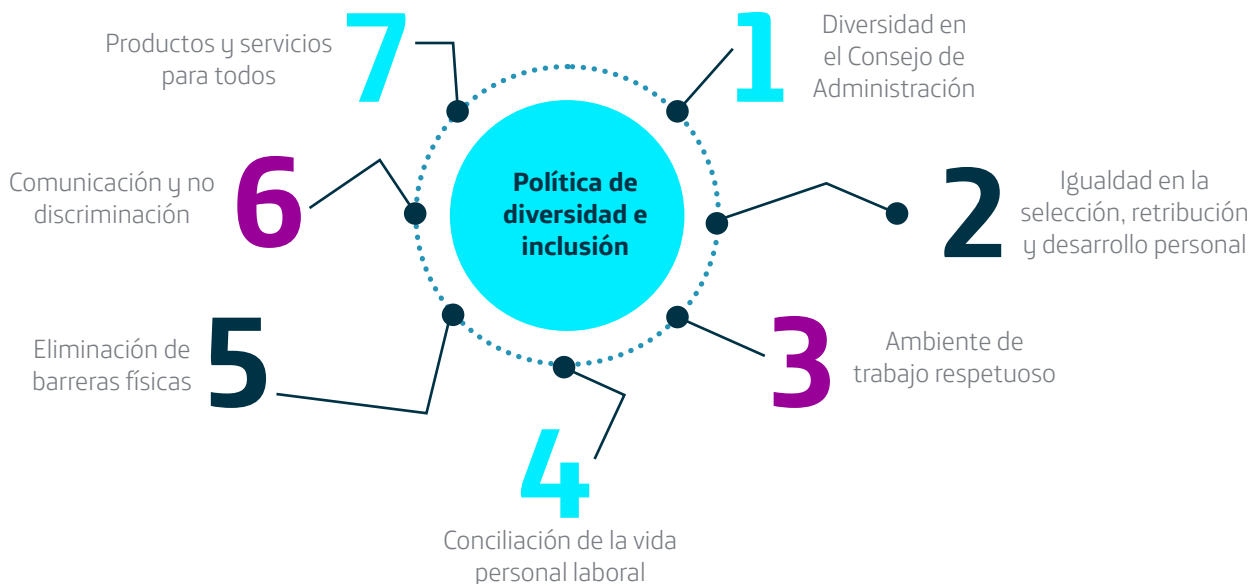 Política de
diversidad e
inclusión
1
Diversidad en
el Consejo de
Administración
2
Igualdad en la
selección, retribución
y desarrollo personal
3
Ambiente de
trabajo respetuoso
4
Conciliación de la vida
personal laboral
5
Eliminación de
barreras físicas
6
Comunicación y no
discriminación
7
Productos y servicios
para todos